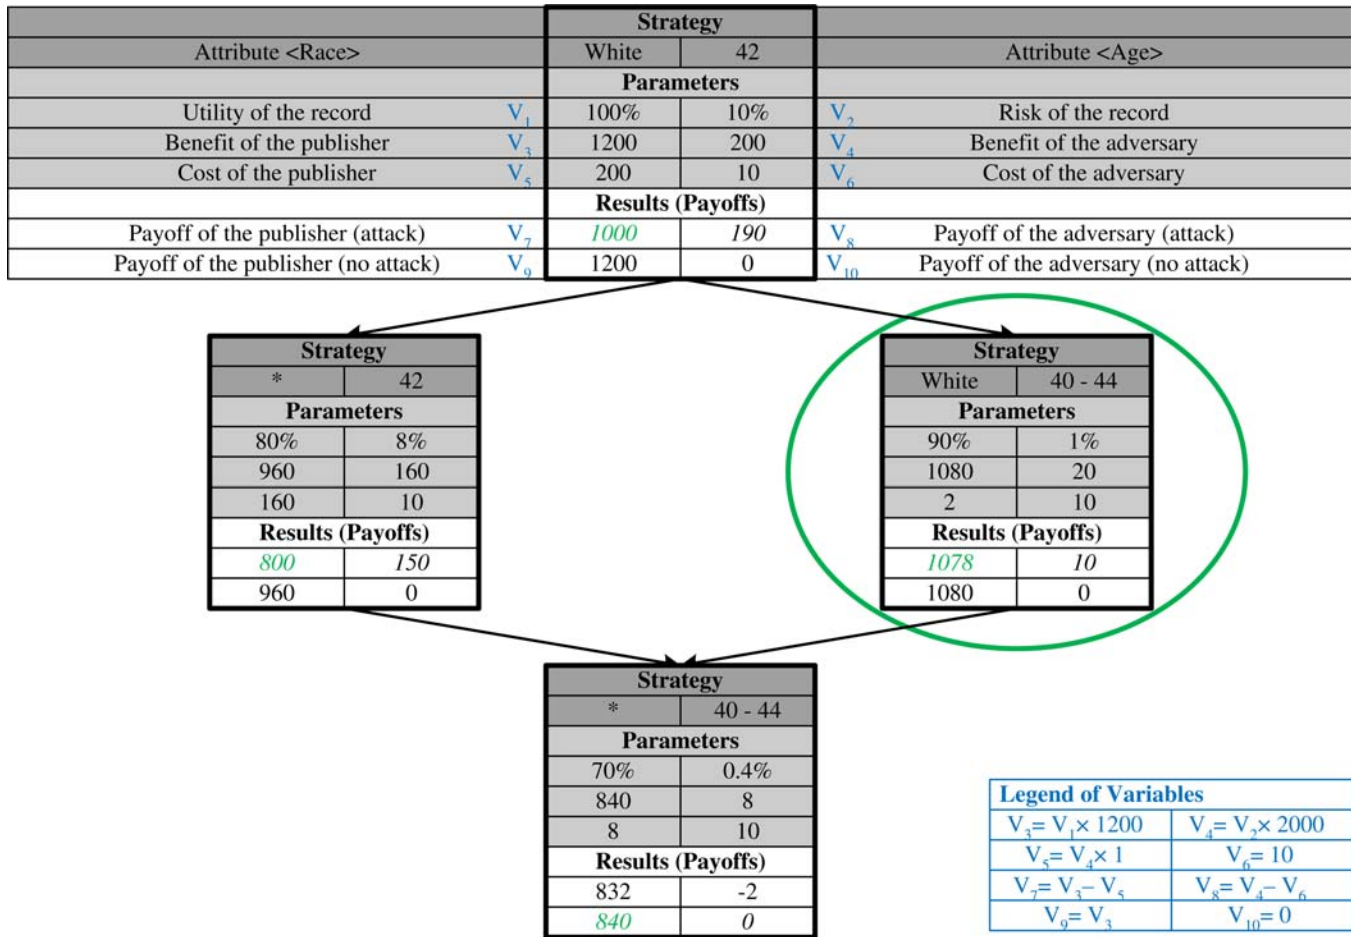 Strategy
Attribute <Race> White 42 Attribute <Age>
Parameters
Utility of the record V1 100% 10% V2 Risk of the record
Benefit of the publisher V3 1200 200 V4 Benefit of the adversary
Cost of the publisher V5 200 10 V6 Cost of the adversary
Results (Payoffs)
Payoff of the publisher (attack) V7 1000 190 V8 Payoff of the adversary (attack)
Payoff of the publisher (no attack) V9 1200 0 V10 Payoff of the adversary (no attack)
Strategy
* 42
Parameters
80% 8%
960 160
160 10
Results (Payoffs)
800 150
960 0
Strategy
White 40 - 44
Parameters
90% 1%
1080 20
2 10
Results (Payoffs)
1078 10
1080 0
Strategy
* 40 - 44
Parameters
70% 0.4%
840 8
8 10
Results (Payoffs)
832 -2
840 0
Legend of Variables
V3= V1× 1200 V4= V2× 2000
V5= V4× 1 V6= 10
V7= V3– V5 V8= V4– V6
V9= V3 V10= 0